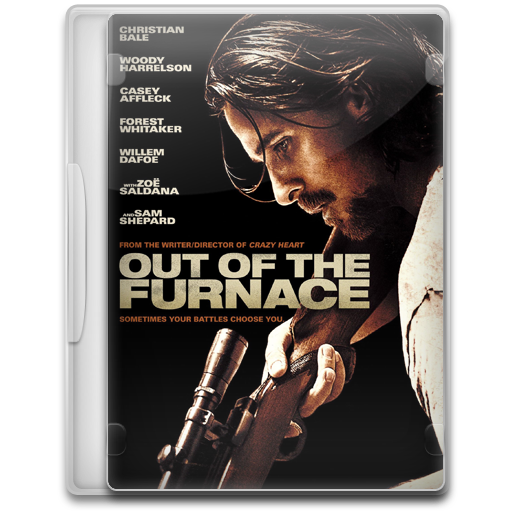 CHRISTIAN
BALE
WOODY
HARRELSON
CASEY
AFFLECK
FOREST
WHITAKER
WILLEM
DAFOE
WITH ZOË
SALDANA
AND SAM
SHEPARD
FROM THE WRITER/DIRECTOR OF CRAZY HEART
OUT OF THE
FURNACE
SOMETIMES YOUR BATTLES CHOOSE YOU.